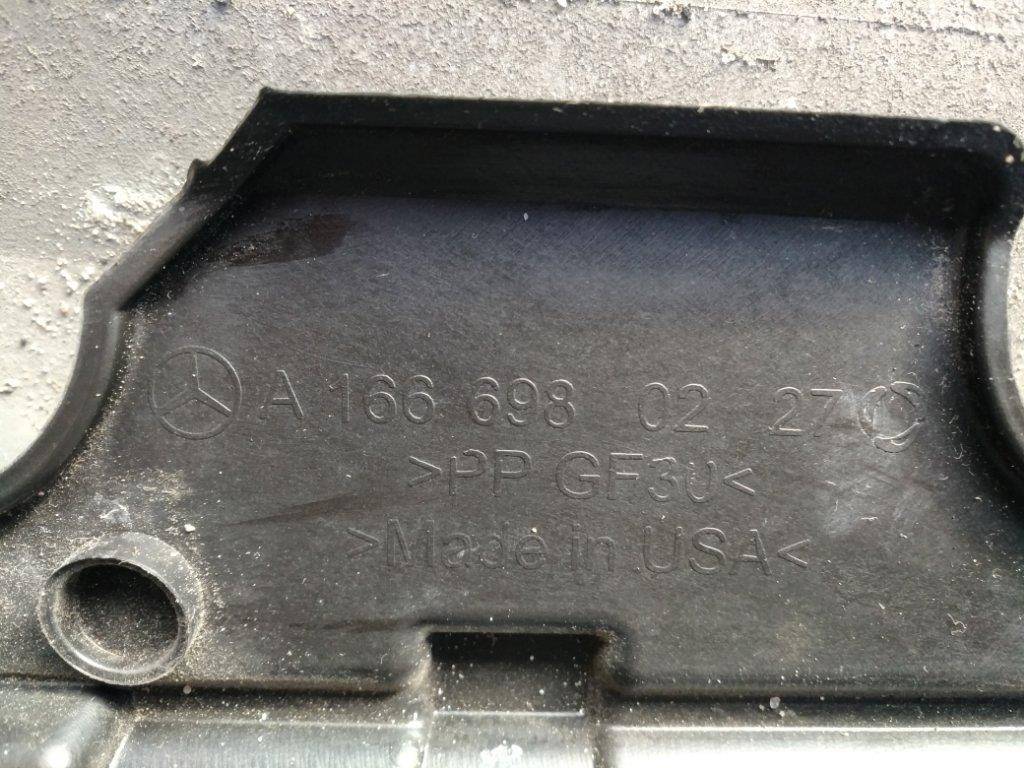 A 166 698 02 27
>PP GF30<
>Made in USA<